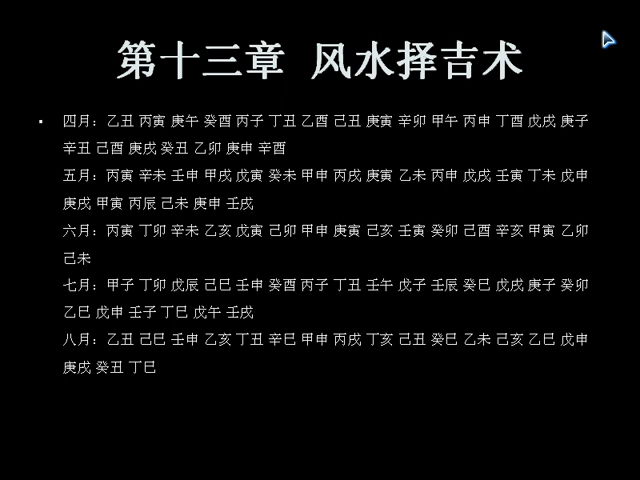 第十三章 风水择吉术
• 四月：乙丑 丙寅 庚午 癸酉 丙子 丁丑 乙酉 己丑 庚寅 辛卯 甲午 丙申 丁酉 戊戌 庚子
辛丑 己酉 庚戌 癸丑 乙卯 庚申 辛酉
五月：丙寅 辛未 壬申 甲戌 戊寅 癸未 甲申 丙戌 庚寅 乙未 丙申 戊戌 壬寅 丁未 戊申
庚戌 甲寅 丙辰 己未 庚申 壬戌
六月：丙寅 丁卯 辛未 乙亥 戊寅 己卯 甲申 庚寅 己亥 壬寅 癸卯 己酉 辛亥 甲寅 乙卯
己未
七月：甲子 丁卯 戊辰 己巳 壬申 癸酉 丙子 丁丑 壬午 戊子 壬辰 癸巳 戊戌 庚子 癸卯
乙巳 戊申 壬子 丁巳 戊午 壬戌
八月：乙丑 己巳 壬申 乙亥 丁丑 辛巳 甲申 丙戌 丁亥 己丑 癸巳 乙未 己亥 乙巳 戊申
庚戌 癸丑 丁巳